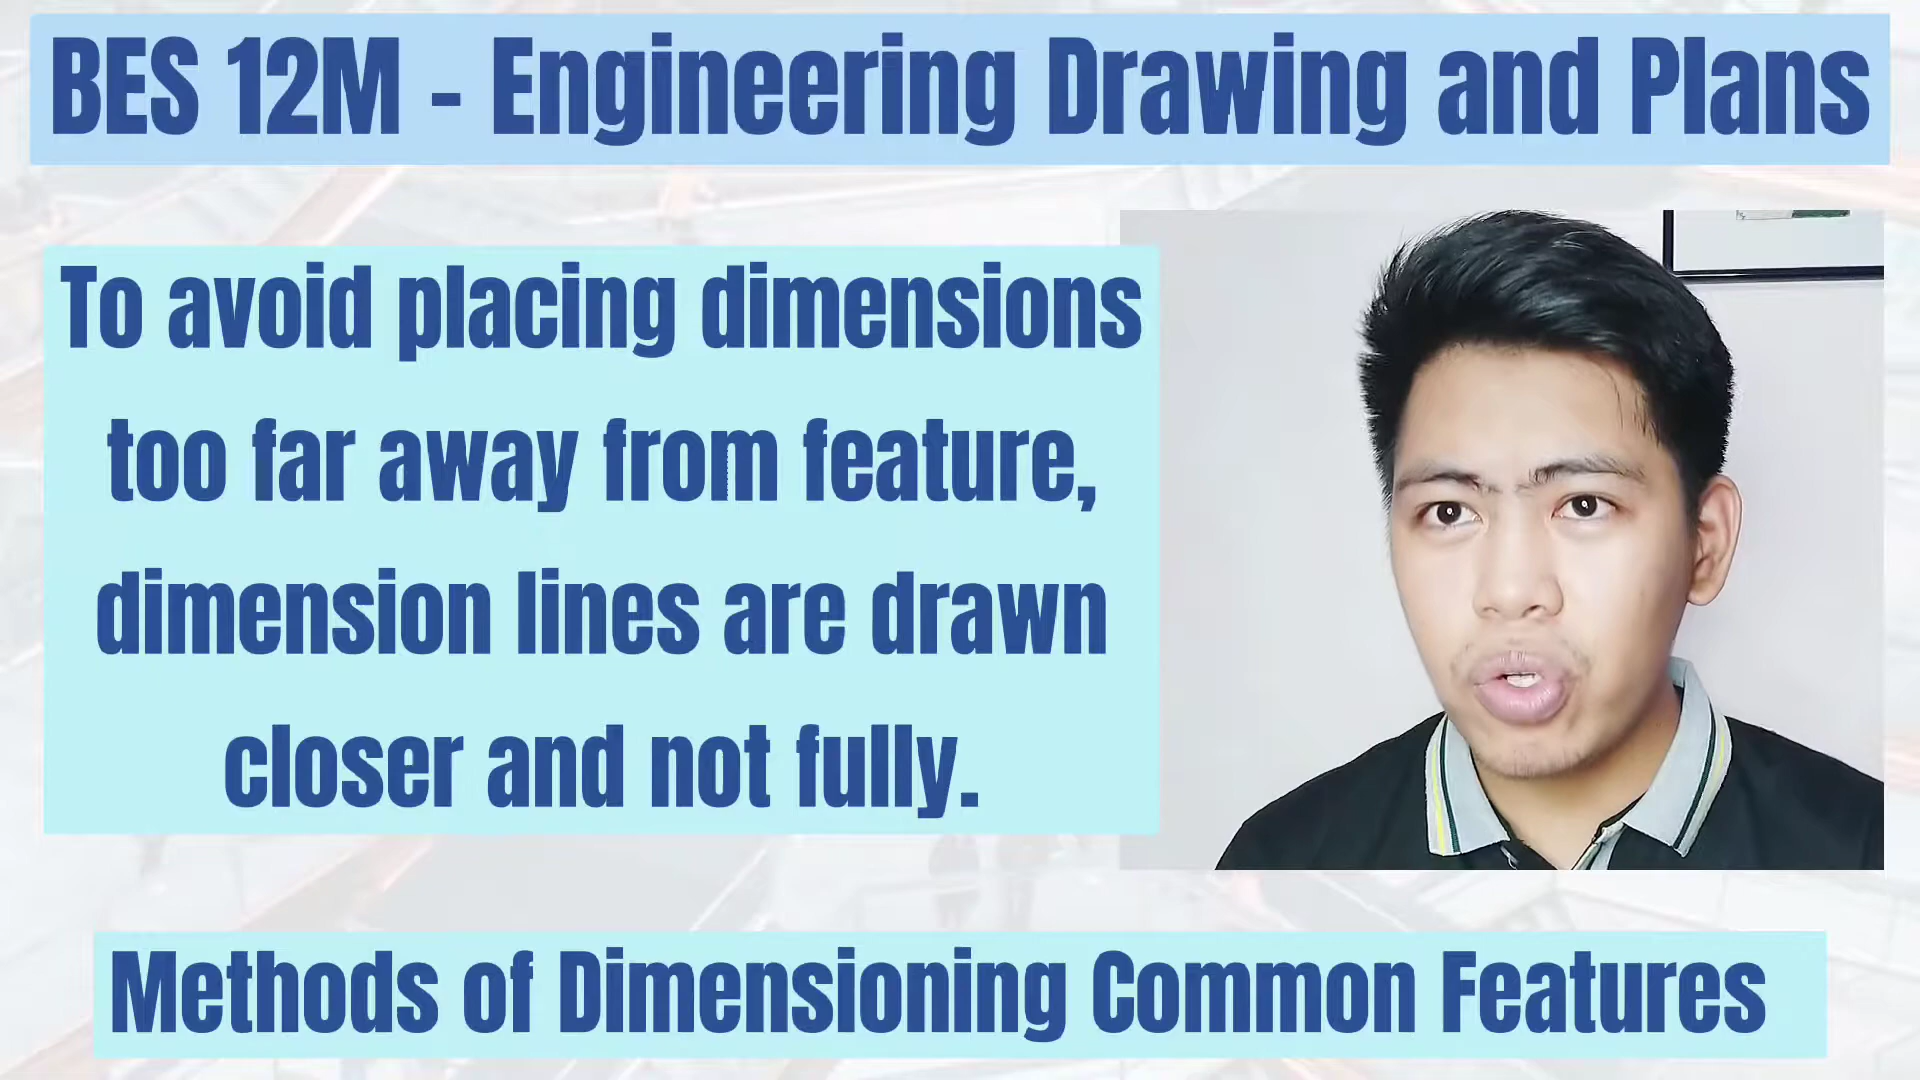 BES 12M - Engineering Drawing and Plans
To avoid placing dimensions
too far away from feature,
dimension lines are drawn
closer and not fully.
Methods of Dimensioning Common Features